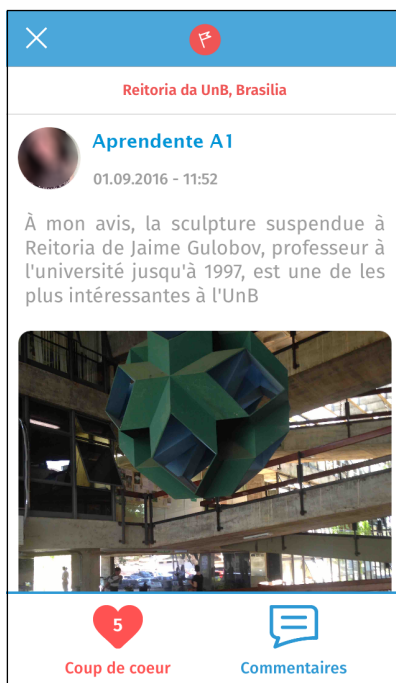 Reitoria da UnB, Brasilia
Aprendente A1
01.09.2016 - 11:52
À mon avis, la sculpture suspendue à
Reitoria de Jaime Gulobov, professeur à
l'université jusqu'à 1997, est une de les
plus intéressantes à l'UnB
5
Coup de coeur
Commentaires